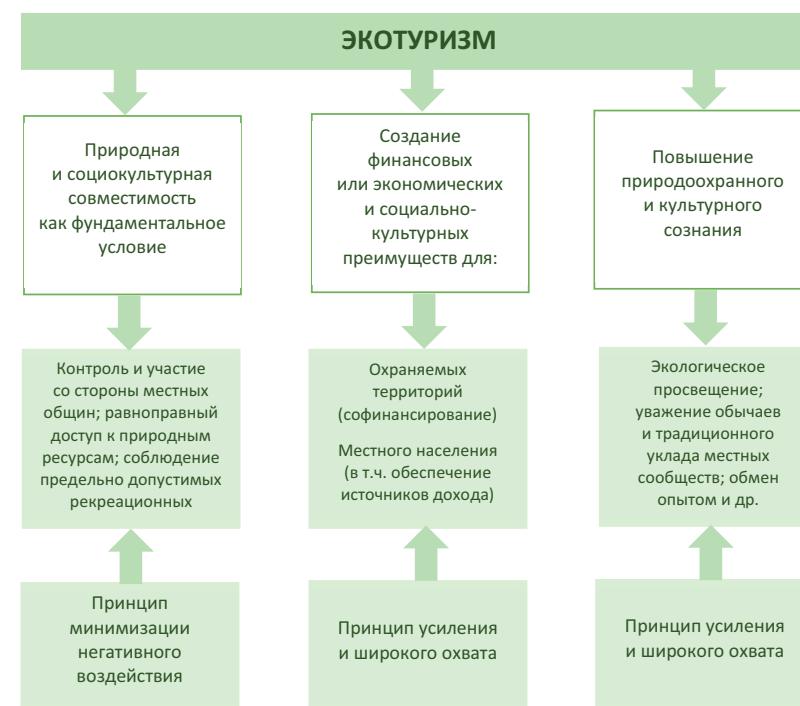 ЭКОТУРИЗМ
Природная
и социокультурная
совместимость
как фундаментальное
условие
Создание
финансовых
или экономических
и социально-
культурных
преимуществ для:
Повышение
природоохранного
и культурного
сознания
Контроль и участие
со стороны местных
общин; равноправный
доступ к природным
ресурсам; соблюдение
предельно допустимых
рекреационных
Охраняемых
территорий
(софинансирование)
Местного населения
(в т.ч. обеспечение
источников дохода)
Экологическое
просвещение;
уважение обычаев
и традиционного
уклада местных
сообществ; обмен
опытом и др.
Принцип
минимизации
негативного
воздействия
Принцип усиления
и широкого охвата
Принцип усиления
и широкого охвата